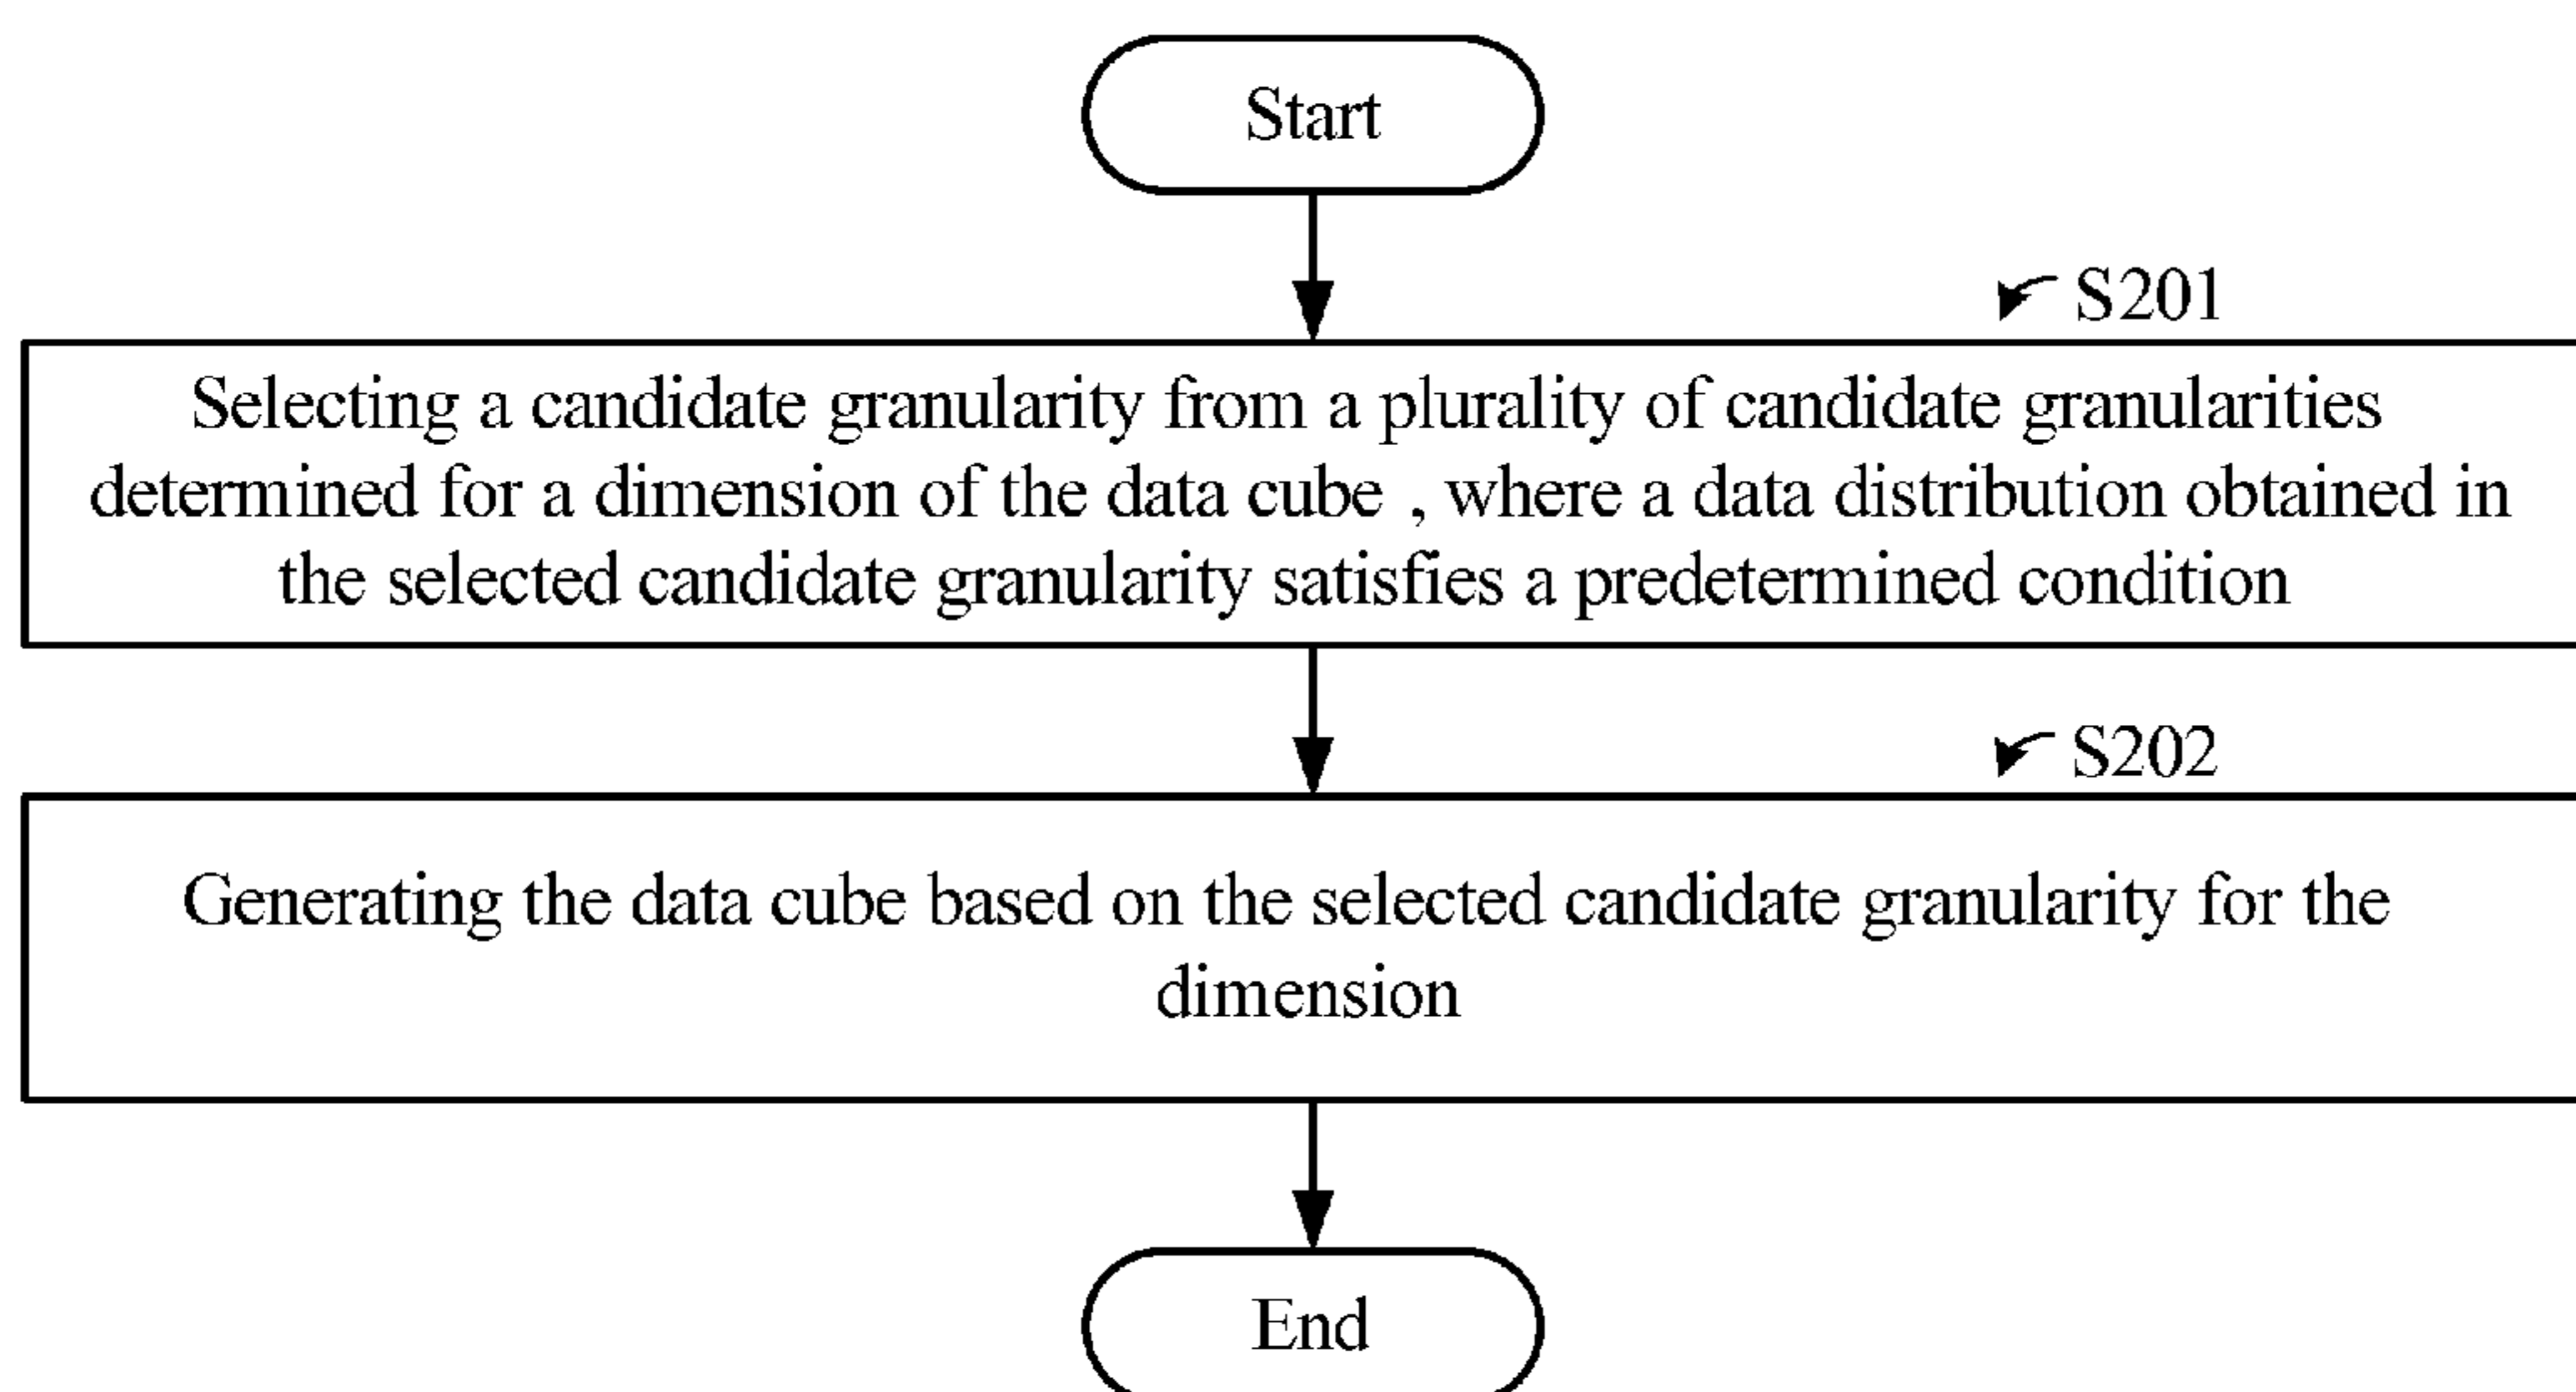 Start
S201
Selecting a candidate granularity from a plurality of candidate granularities
determined for a dimension of the data cube , where a data distribution obtained in
the selected candidate granularity satisfies a predetermined condition
S202
Generating the data cube based on the selected candidate granularity for the
dimension
End